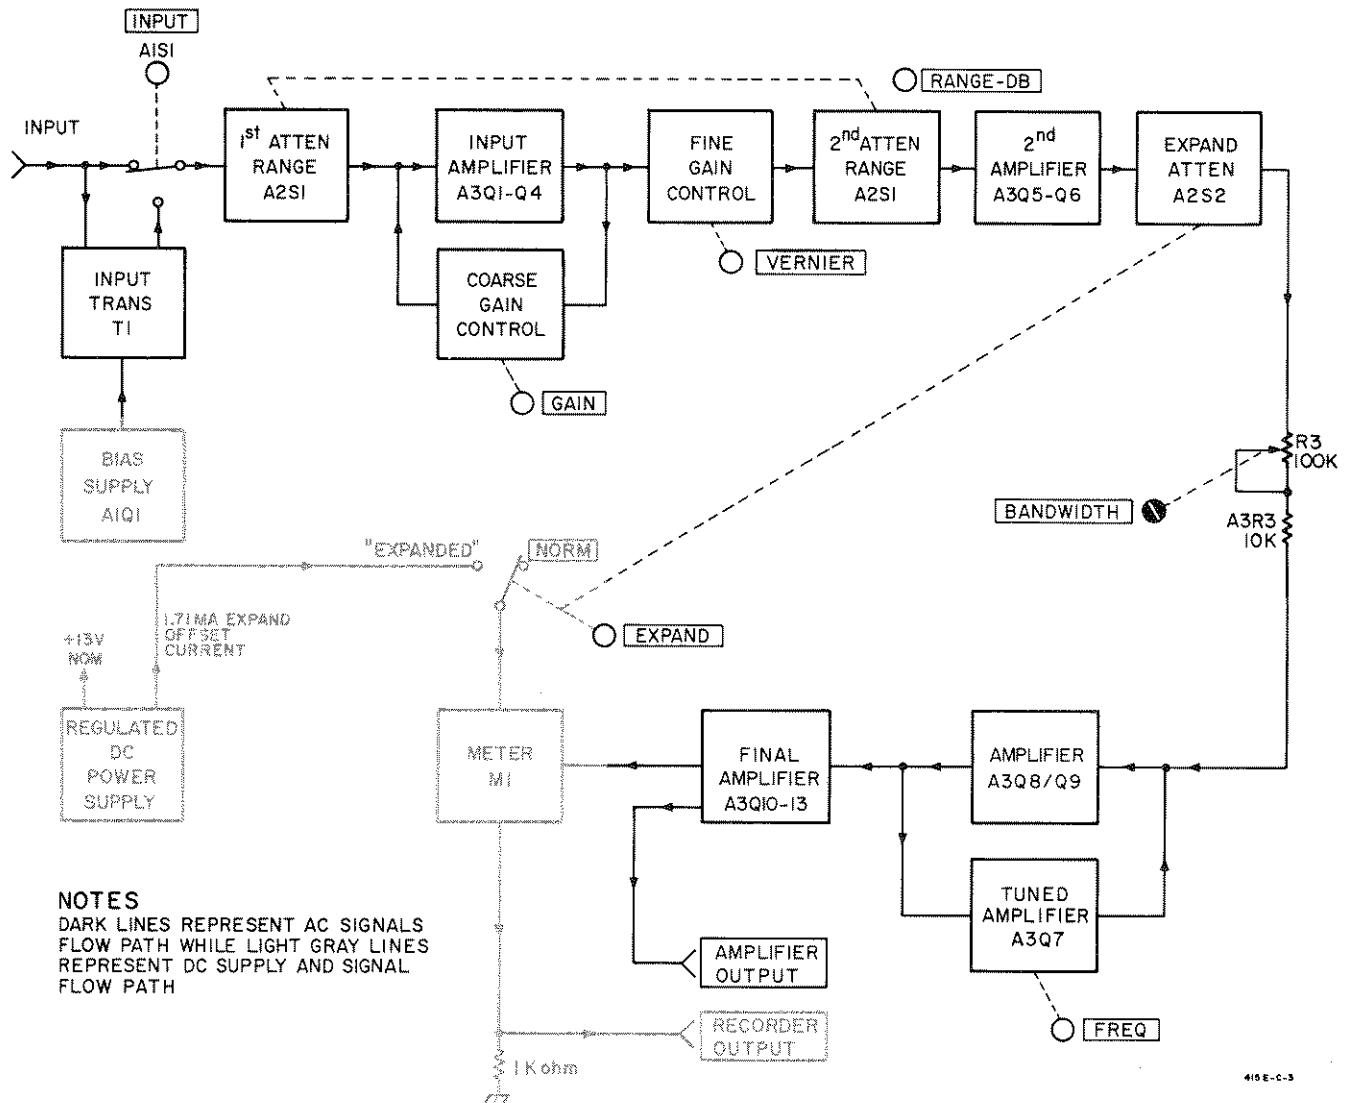 INPUT
A1S1
INPUT
1st ATTEN
RANGE
A2S1
INPUT
AMPLIFIER
A3Q1-Q4
FINE
GAIN
CONTROL
RANGE-DB
2nd ATTEN
RANGE
A2S1
2nd
AMPLIFIER
A3Q5-Q6
EXPAND
ATTEN
A2S2
INPUT
TRANS
T1
COARSE
GAIN
CONTROL
VERNIER
GAIN
BIAS
SUPPLY
A1Q1
R3
100K
BANDWIDTH
A3R3
10K
"EXPANDED"
NORM
EXPAND
1.71MA EXPAND
OFFSET
CURRENT
+13V
NOM
REGULATED
DC
POWER
SUPPLY
METER
M1
FINAL
AMPLIFIER
A3Q10-13
AMPLIFIER
A3Q8/Q9
TUNED
AMPLIFIER
A3Q7
FREQ
AMPLIFIER
OUTPUT
RECORDER
OUTPUT
1K ohm
NOTES
DARK LINES REPRESENT AC SIGNALS
FLOW PATH WHILE LIGHT GRAY LINES
REPRESENT DC SUPPLY AND SIGNAL
FLOW PATH
415E-C-3